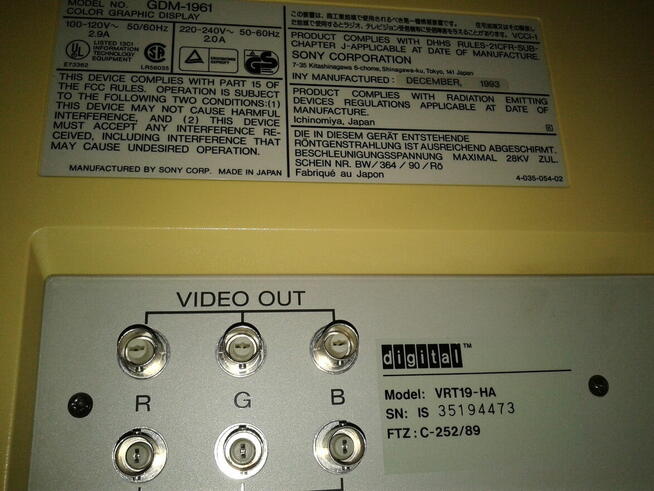 MODEL NO. GDM-1961
COLOR GRAPHIC DISPLAY
100-120V~ 50/60Hz
2.9A
220-240V~ 50-60Hz
2.0A
UL
LISTED 1301
INFORMATION
TECHNOLOGY
EQUIPMENT
E73362
SA
LR56035
GS
THIS DEVICE COMPLIES WITH PART 15 OF
THE FCC RULES. OPERATION IS SUBJECT
TO THE FOLLOWING TWO CONDITIONS:(1)
THIS DEVICE MAY NOT CAUSE HARMFUL
INTERFERENCE, AND (2) THIS DEVICE
MUST ACCEPT ANY INTERFERENCE RE-
CEIVED, INCLUDING INTERFERENCE THAT
MAY CAUSE UNDESIRED OPERATION.
MANUFACTURED BY SONY CORP. MADE IN JAPAN
VCCI-1
PRODUCT COMPLIES WITH DHHS RULES-21CFR-SUB-
CHAPTER J-APPLICABLE AT DATE OF MANUFACTURE.
SONY CORPORATION
7-35 Kitashinagawa 6-chome, Shinagawa-ku, Tokyo, 141 Japan
INY MANUFACTURED: DECEMBER, 1993
PRODUCT COMPLIES WITH RADIATION EMITTING
DEVICES REGULATIONS APPLICABLE AT DATE OF
MANUFACTURE.
Ichinomiya, Japan
DIE IN DIESEM GERÄT ENTSTEHENDE
RÖNTGENSTRAHLUNG IST AUSREICHEND ABGESCHIRMT.
BESCHLEUNIGUNGSSPANNUNG MAXIMAL 28KV ZUL.
SCHEIN NR. BW/364/90/Rö
Fabriqué au Japon
4-035-054-02
VIDEO OUT
R G B
digital™
Model: VRT19-HA
SN: IS 35194473
FTZ:C-252/89